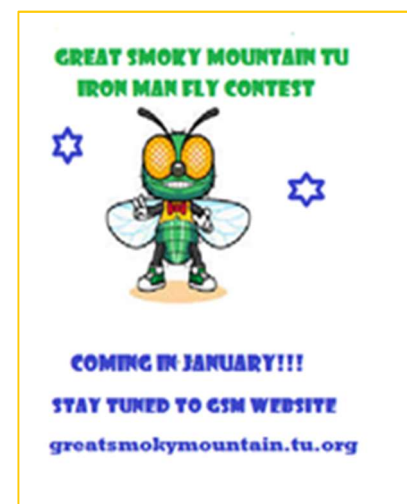 GREAT SMOKY MOUNTAIN TU
IRON MAN FLY CONTEST
COMING IN JANUARY!!!
STAY TUNED TO GSM WEBSITE
greatsmokymountain.tu.org